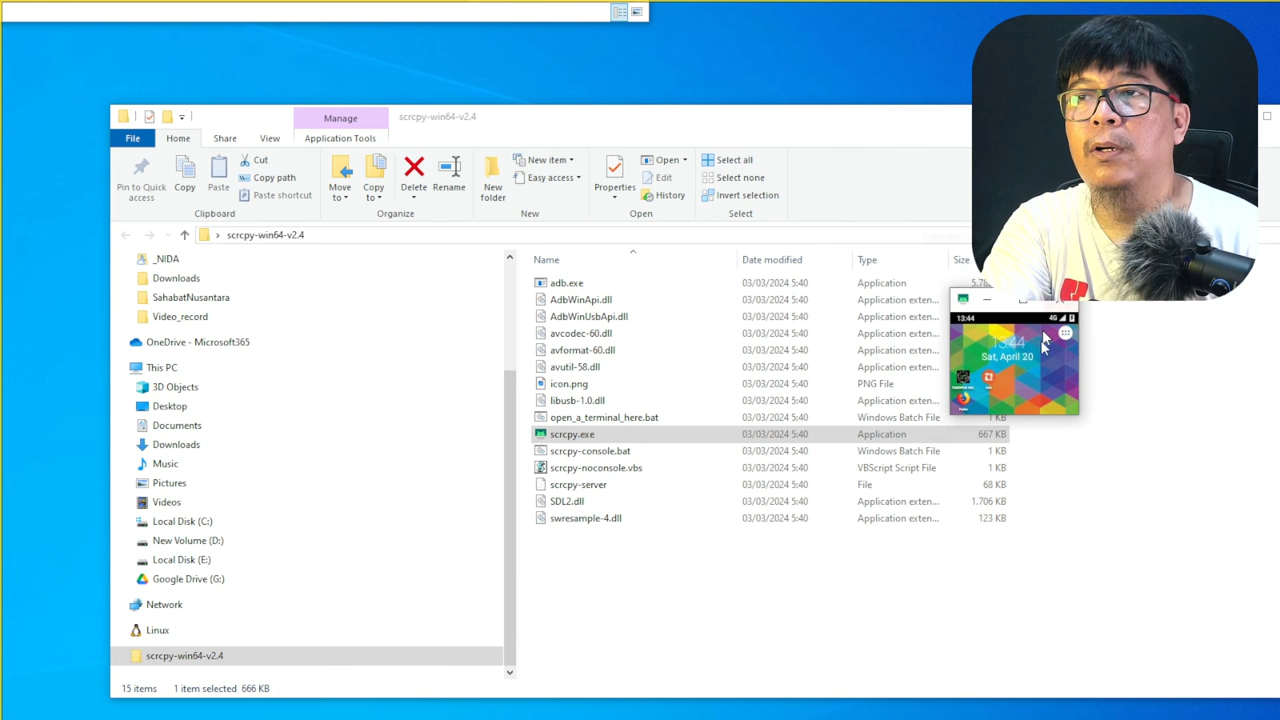 Manage
scrcpy-win64-v2.4
File
Home
Share
View
Application Tools
Pin to Quick
access
Copy
Paste
Cut
Copy path
Paste shortcut
Clipboard
Move
to
Copy
to
Delete
Rename
Organize
New
folder
New item
Easy access
New
Properties
Open
Edit
History
Open
Select all
Select none
Invert selection
Select
scrcpy-win64-v2.4
_NIDA
Downloads
SahabatNusantara
Video_record
OneDrive - Microsoft365
This PC
3D Objects
Desktop
Documents
Downloads
Music
Pictures
Videos
Local Disk (C:)
New Volume (D:)
Local Disk (E:)
Google Drive (G:)
Network
Linux
scrcpy-win64-v2.4
Name Date modified Type Size
adb.exe 03/03/2024 5:40 Application
AdbWinApi.dll 03/03/2024 5:40 Application exten...
AdbWinUsbApi.dll 03/03/2024 5:40 Application exten...
avcodec-60.dll 03/03/2024 5:40 Application exten...
avformat-60.dll 03/03/2024 5:40 Application exten...
avutil-58.dll 03/03/2024 5:40 Application exten...
icon.png 03/03/2024 5:40 PNG File
libusb-1.0.dll 03/03/2024 5:40 Application exten...
open_a_terminal_here.bat 03/03/2024 5:40 Windows Batch File 1 KB
scrcpy.exe 03/03/2024 5:40 Application 667 KB
scrcpy-console.bat 03/03/2024 5:40 Windows Batch File 1 KB
scrcpy-noconsole.vbs 03/03/2024 5:40 VBScript Script File 1 KB
scrcpy-server 03/03/2024 5:40 File 68 KB
SDL2.dll 03/03/2024 5:40 Application exten... 1.706 KB
swresample-4.dll 03/03/2024 5:40 Application exten... 123 KB
13:44 4G
13:44
Sat, April 20
15 items 1 item selected 666 KB